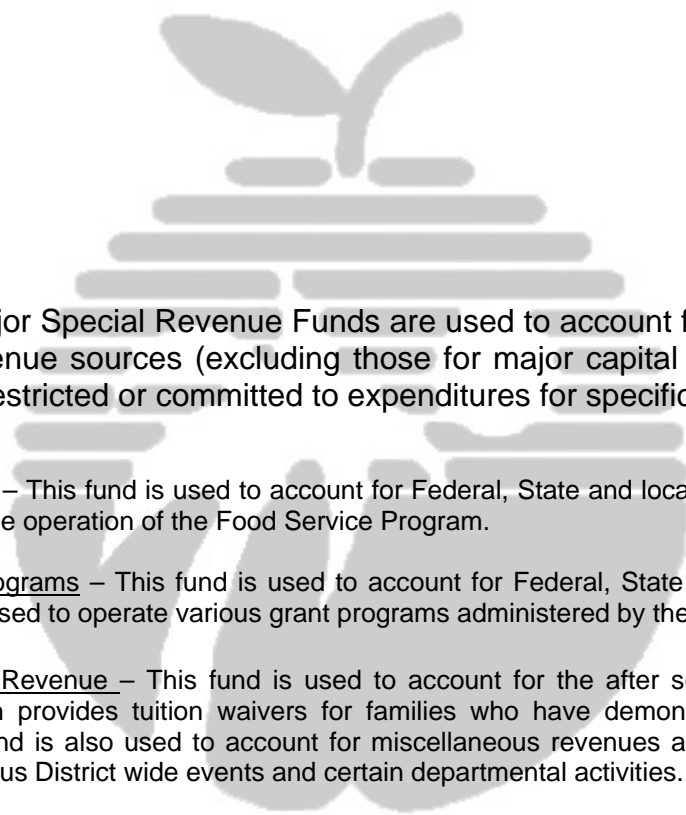 jor Special Revenue Funds are used to account f
enue sources (excluding those for major capital
estricted or committed to expenditures for specific
– This fund is used to account for Federal, State and loca
e operation of the Food Service Program.
ograms – This fund is used to account for Federal, State
sed to operate various grant programs administered by the
Revenue – This fund is used to account for the after s
n provides tuition waivers for families who have demon
nd is also used to account for miscellaneous revenues a
us District wide events and certain departmental activities.